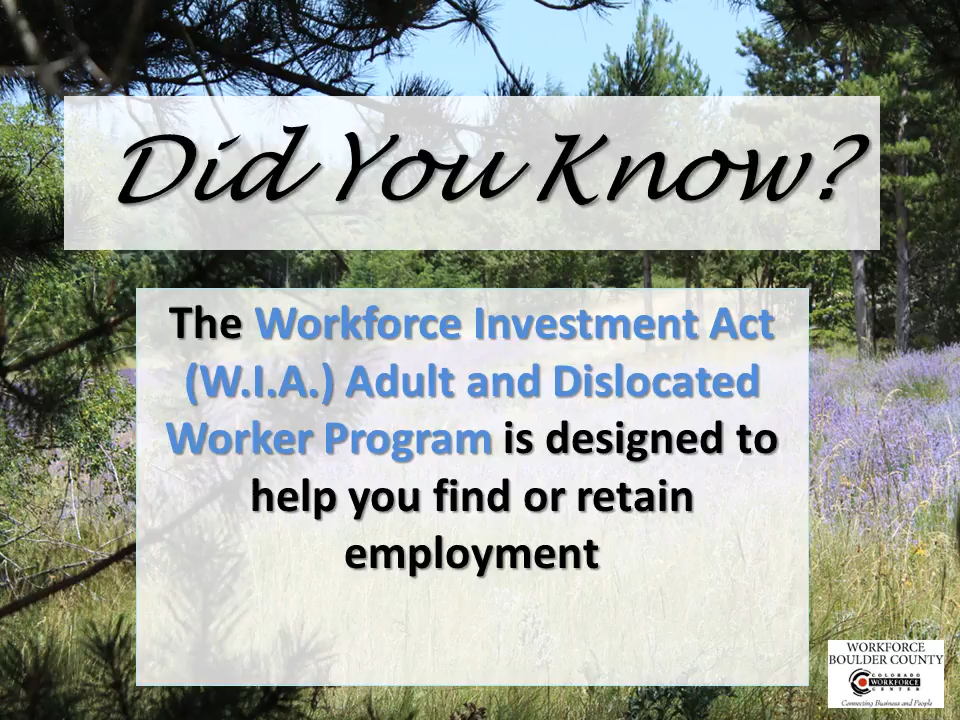 Did You Know?
The Workforce Investment Act
(W.I.A.) Adult and Dislocated
Worker Program is designed to
help you find or retain
employment
WORKFORCE
BOULDER COUNTY
COLORADO
WORKFORCE
CENTER
Connecting Business and People